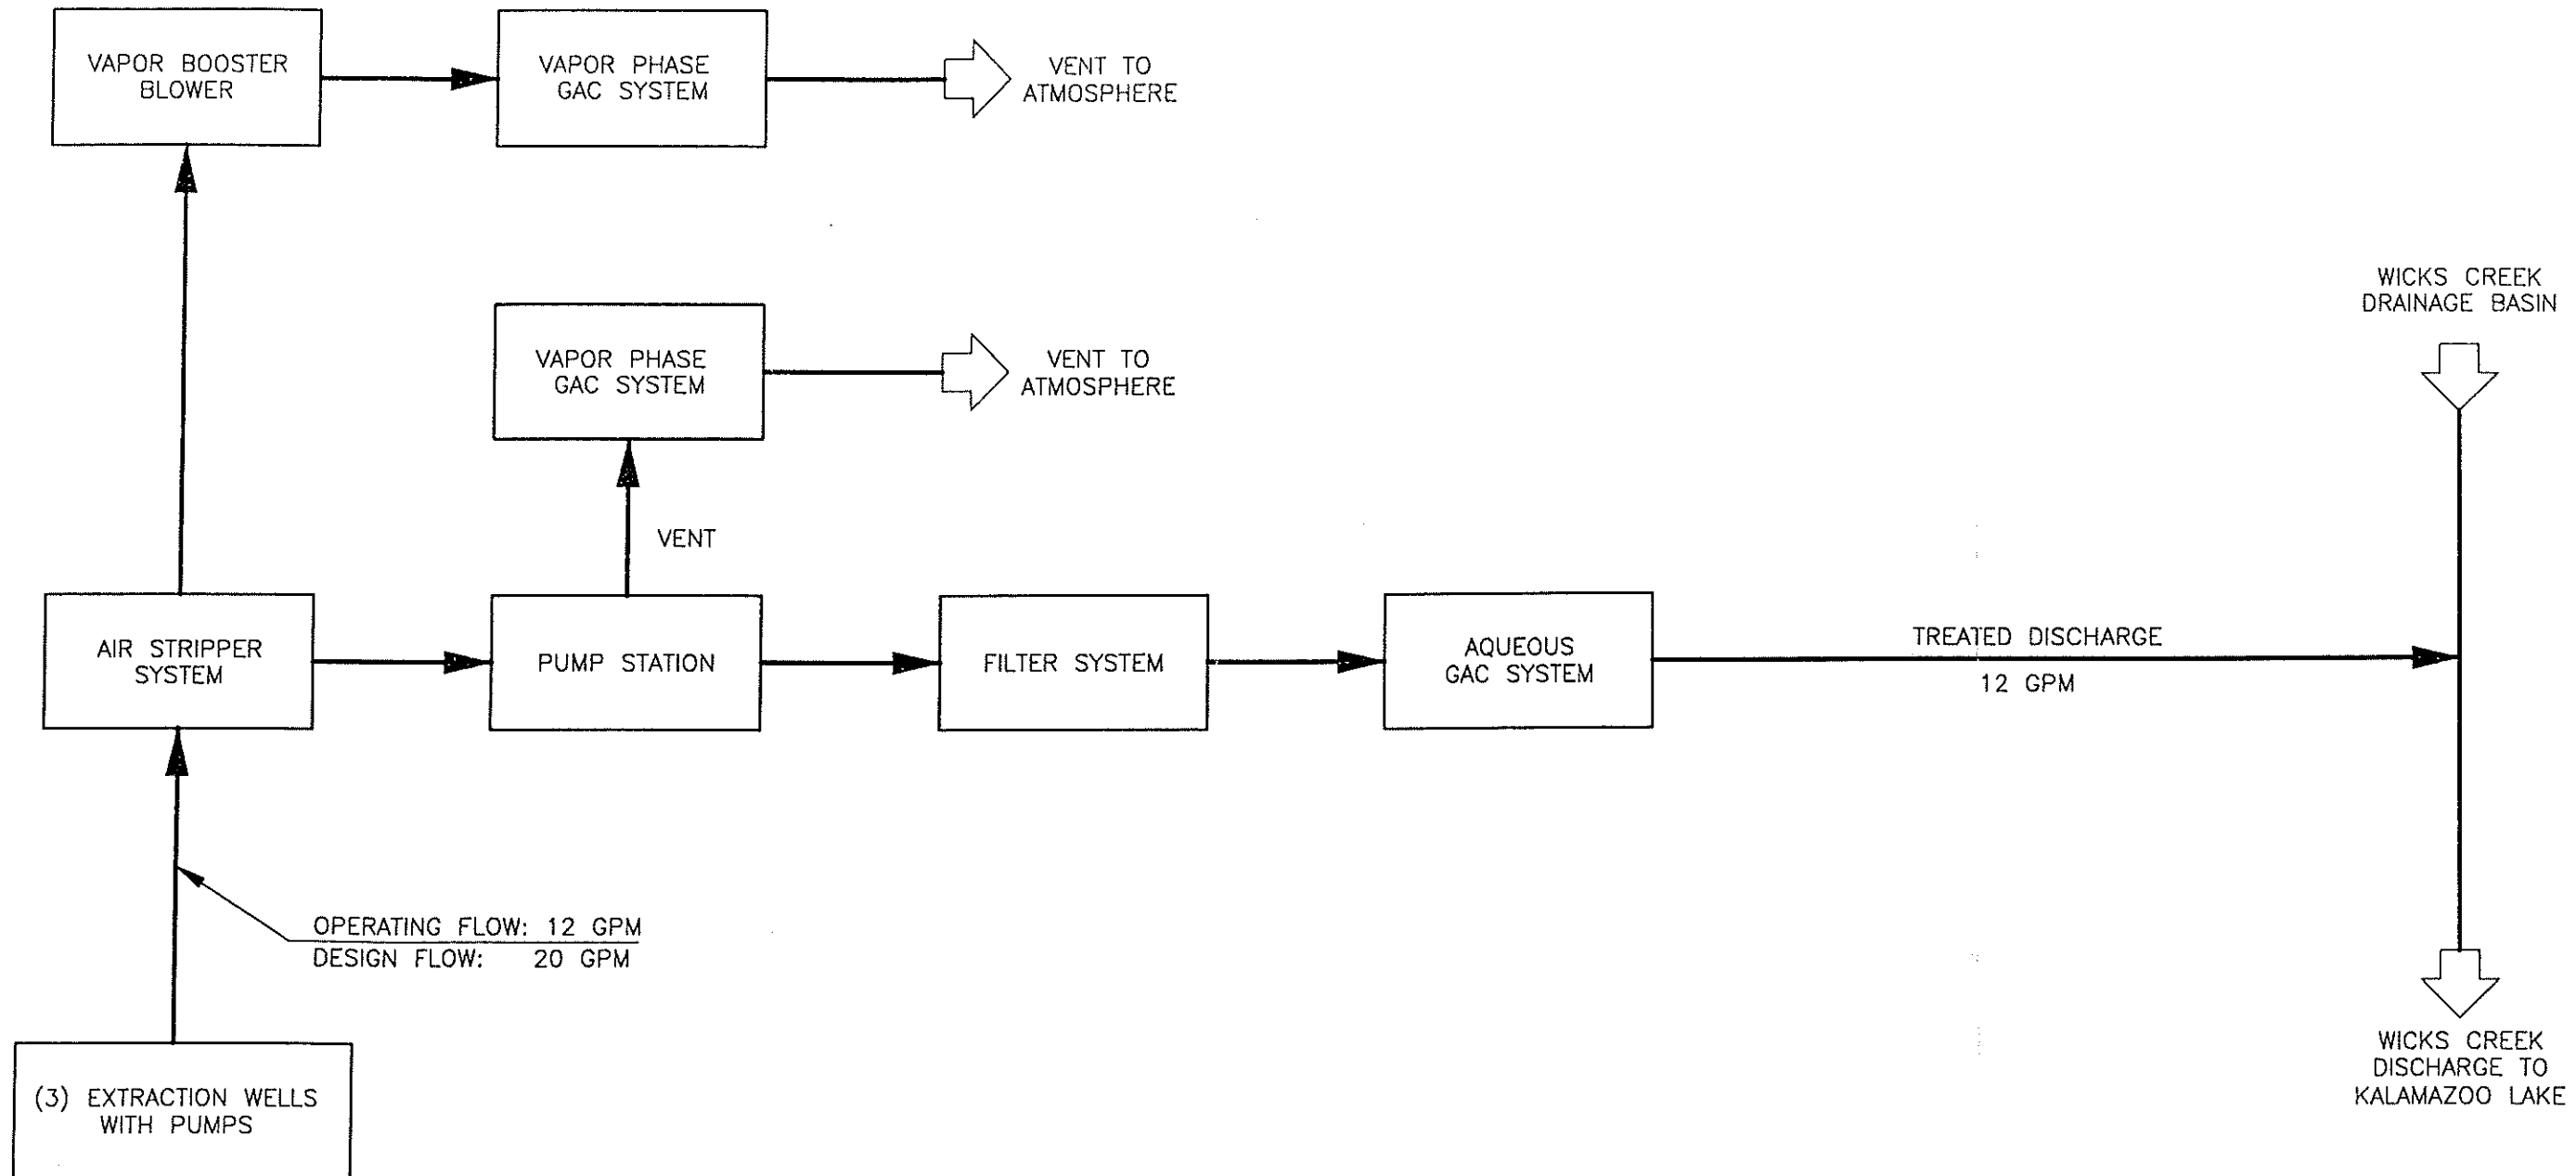 VAPOR BOOSTER
BLOWER
VAPOR PHASE
GAC SYSTEM
VENT TO
ATMOSPHERE
WICKS CREEK
DRAINAGE BASIN
VAPOR PHASE
GAC SYSTEM
VENT TO
ATMOSPHERE
VENT
AIR STRIPPER
SYSTEM
PUMP STATION
FILTER SYSTEM
AQUEOUS
GAC SYSTEM
TREATED DISCHARGE
12 GPM
OPERATING FLOW: 12 GPM
DESIGN FLOW: 20 GPM
(3) EXTRACTION WELLS
WITH PUMPS
WICKS CREEK
DISCHARGE TO
KALAMAZOO LAKE